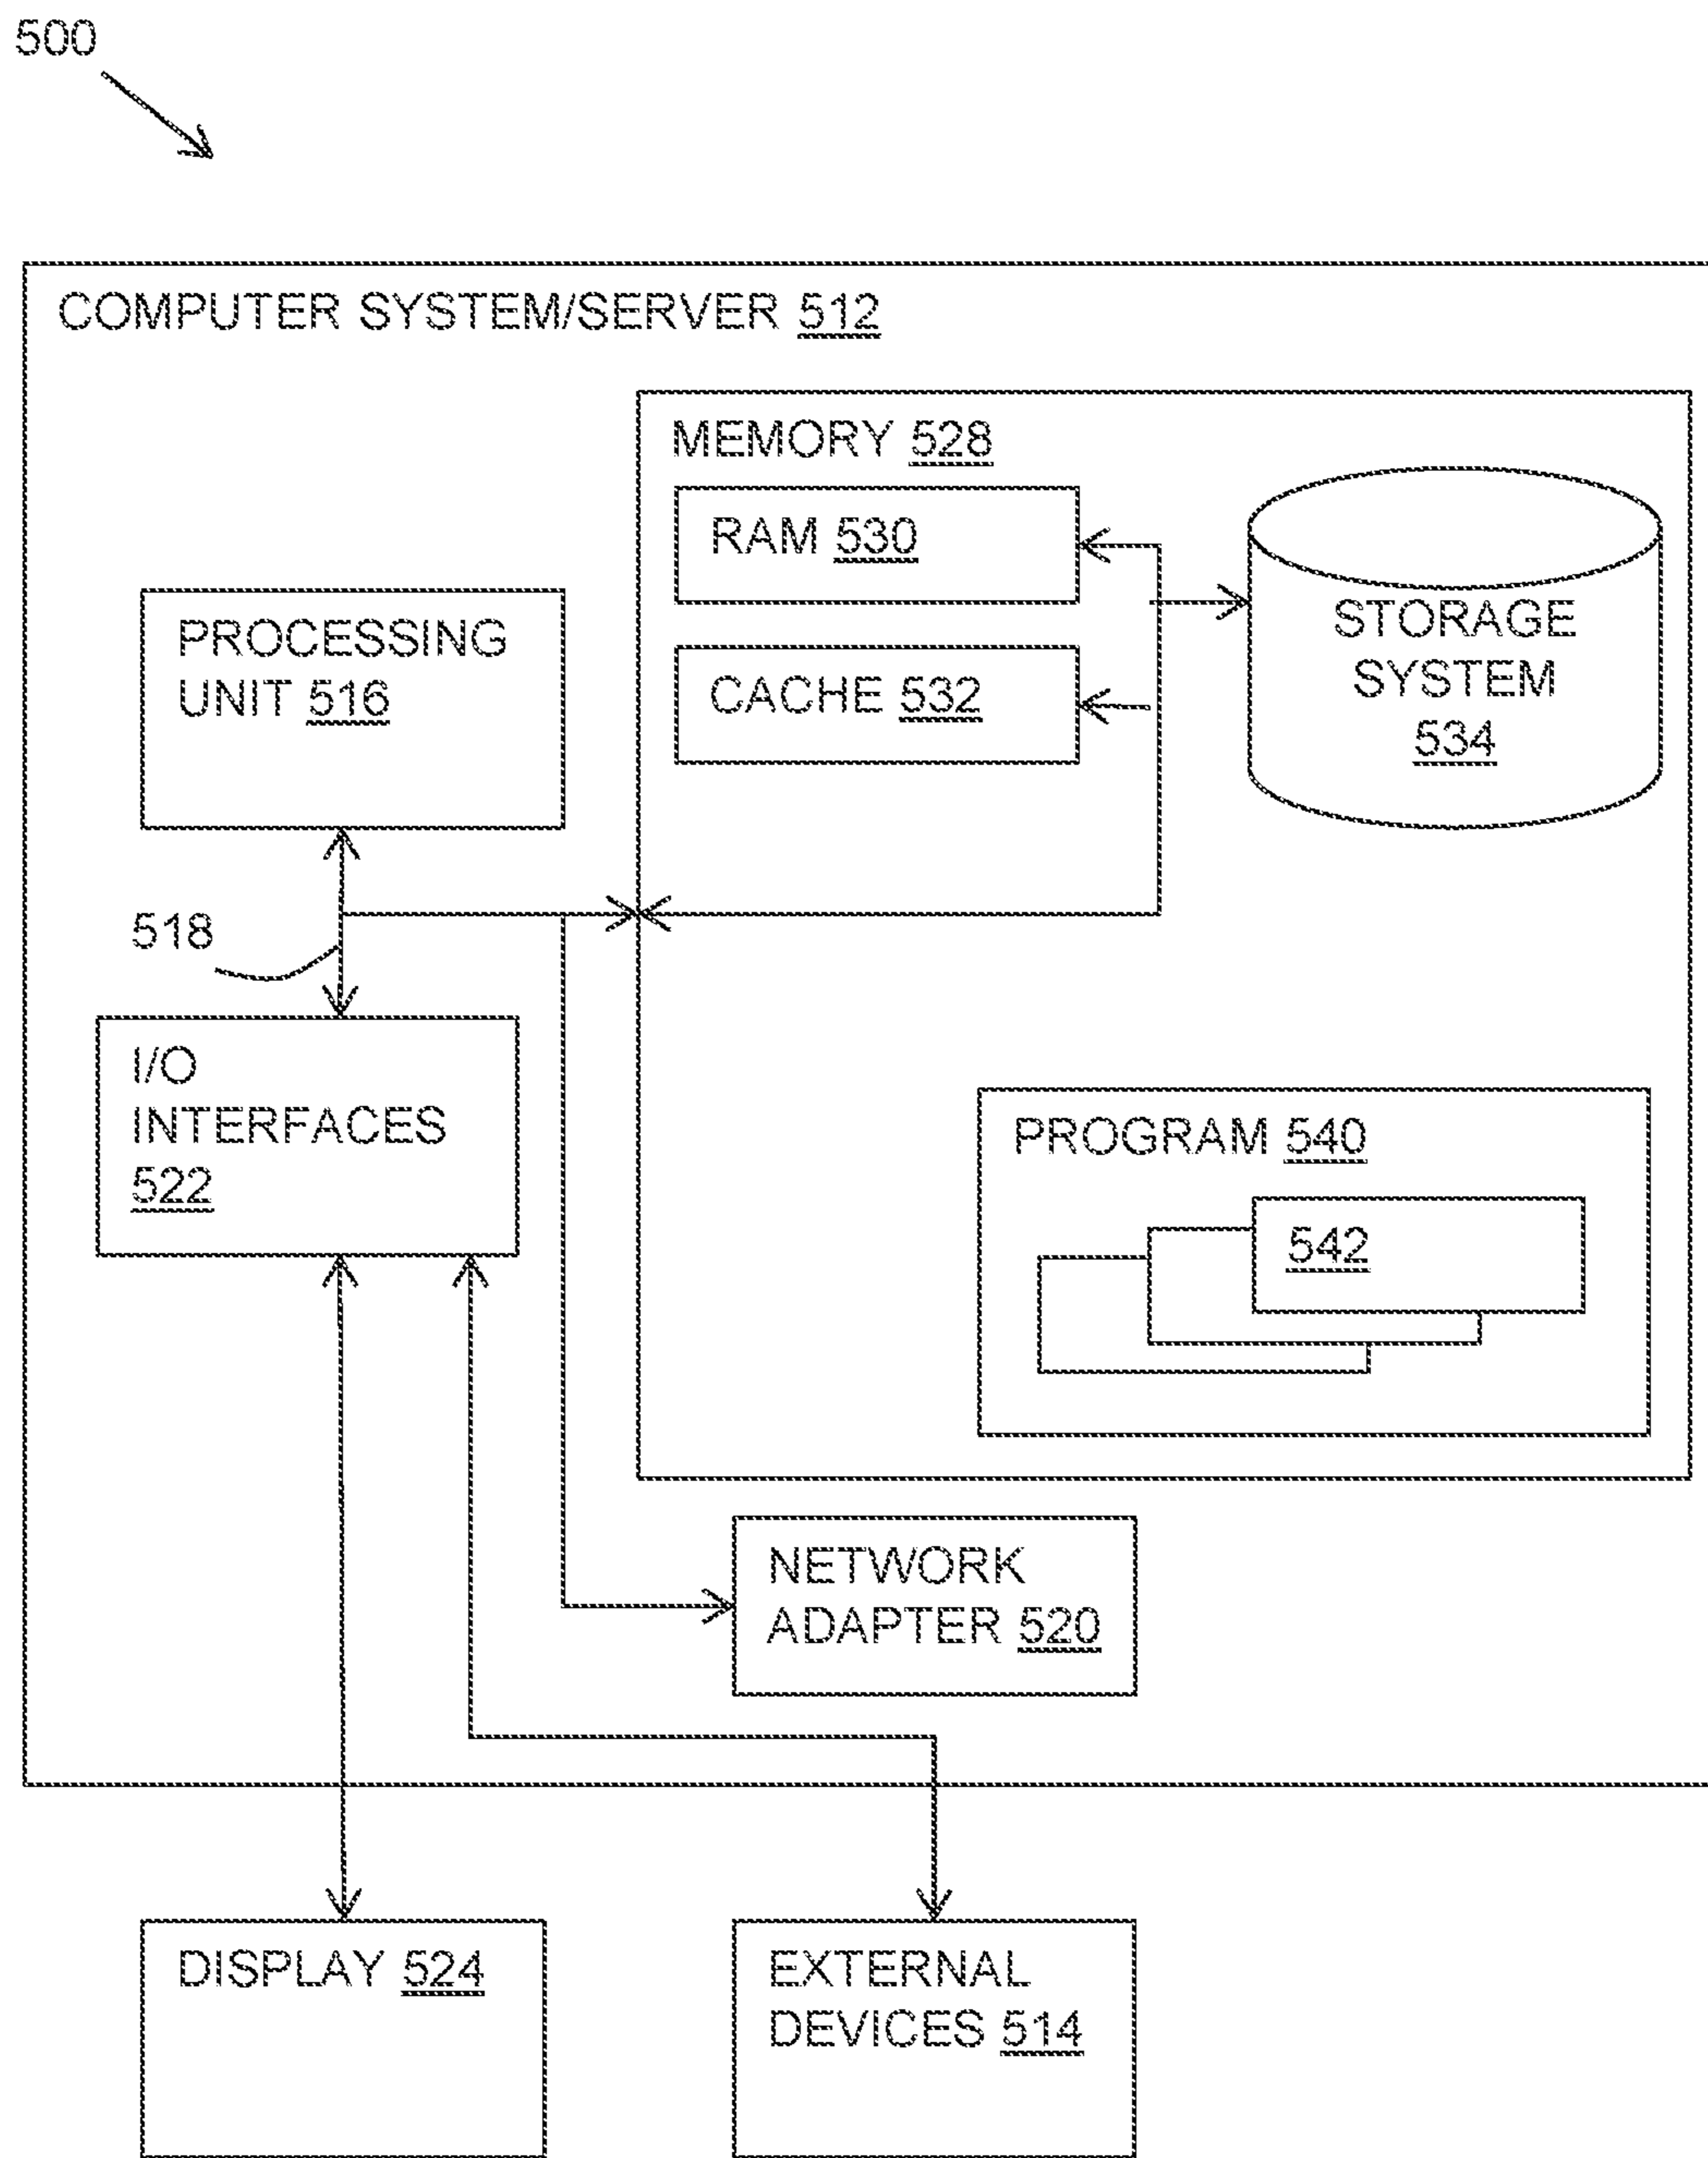 500
COMPUTER SYSTEM/SERVER 512
MEMORY 528
RAM 530
STORAGE
SYSTEM
534
CACHE 532
PROCESSING
UNIT 516
518
I/O
INTERFACES
522
PROGRAM 540
542
NETWORK
ADAPTER 520
DISPLAY 524
EXTERNAL
DEVICES 514